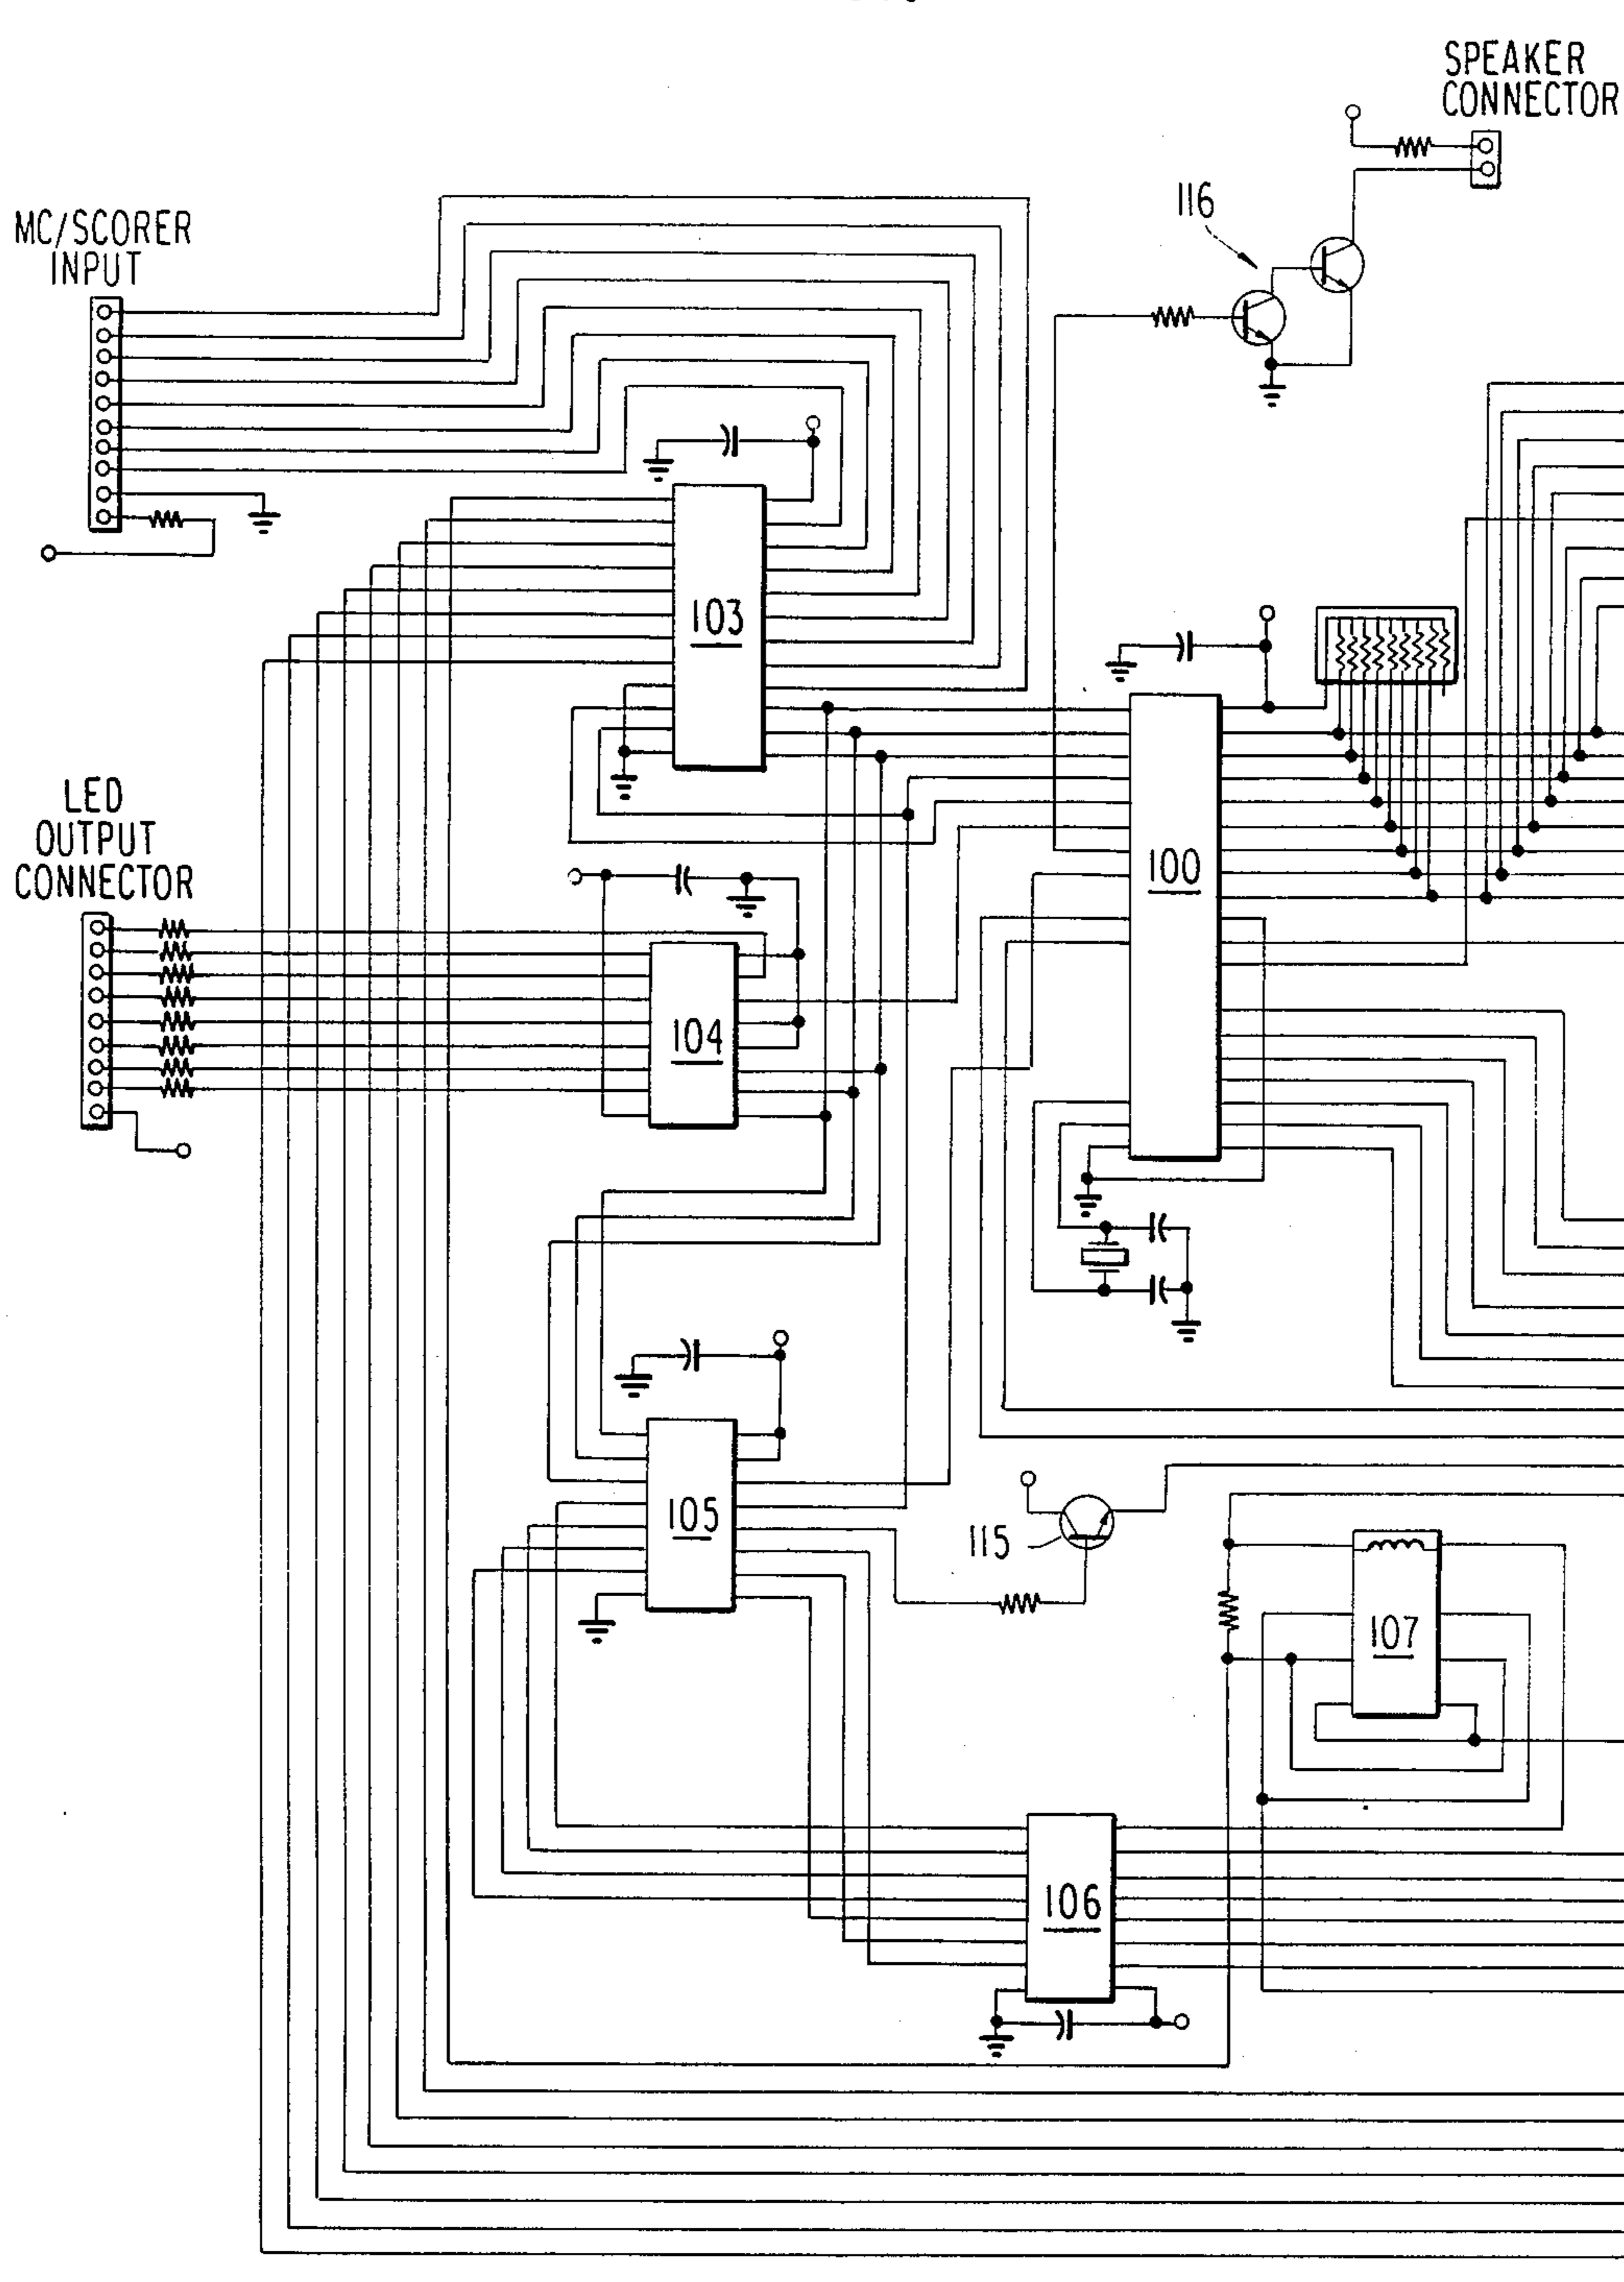 SPEAKER
CONNECTOR
116
MC/SCORER
INPUT
103
100
LED
OUTPUT
CONNECTOR
104
105
115
107
106